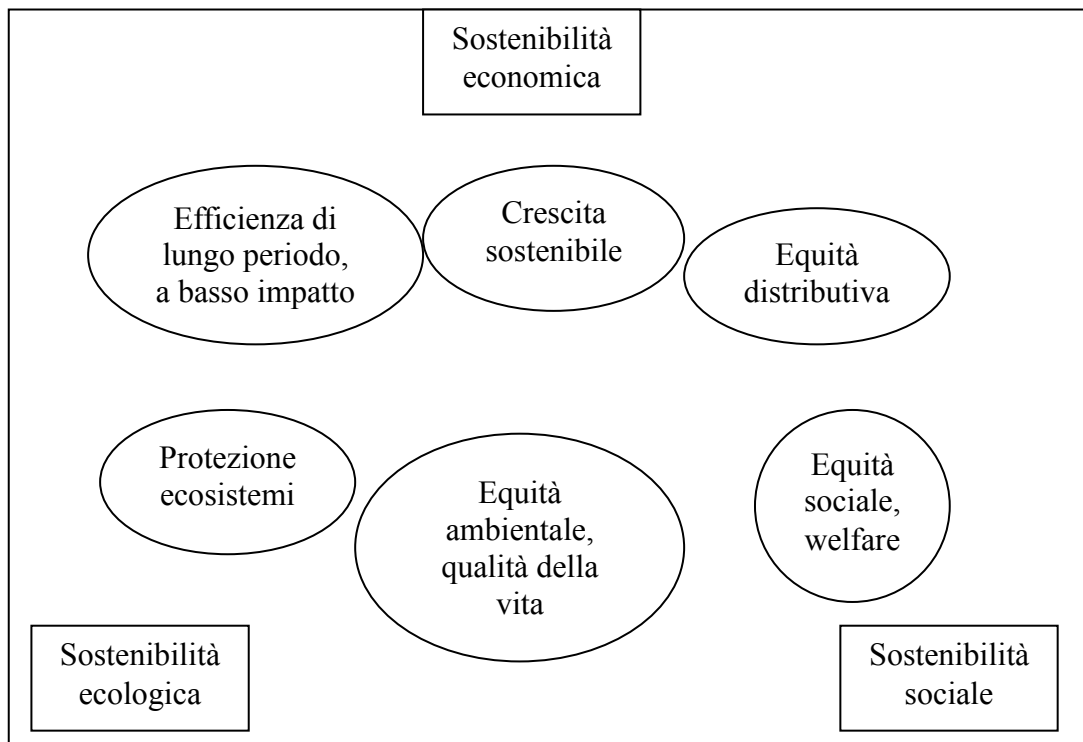 Sostenibilità
economica
Efficienza di
lungo periodo,
a basso impatto
Crescita
sostenibile
Equità
distributiva
Protezione
ecosistemi
Equità
ambientale,
qualità della
vita
Equità
sociale,
welfare
Sostenibilità
ecologica
Sostenibilità
sociale